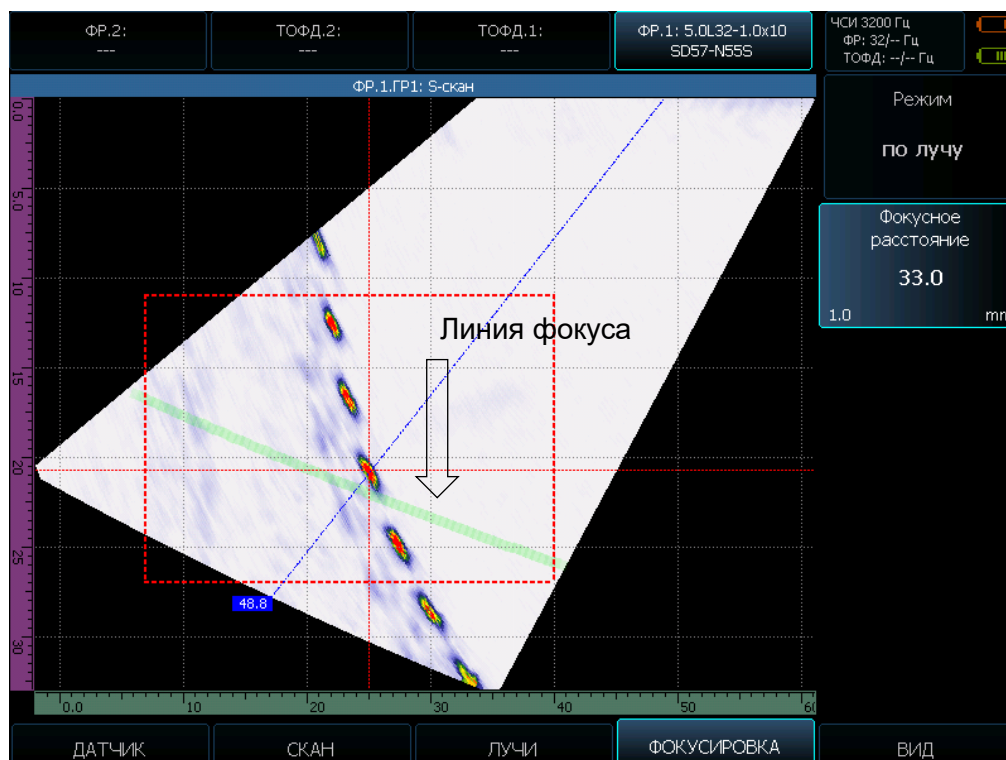 ФР.2:
---
ТОФД.2:
---
ТОФД.1:
---
ФР.1: 5.0L32-1.0x10
SD57-N55S
ЧСИ 3200 Гц
ФР: 32/-- Гц
ТОФД: --/-- Гц
ФР.1.ГР1: S-скан
Режим
по лучу
Фокусное
расстояние
33.0
1.0 mm
Линия фокуса
48.8
0.0
5.0
10
15
20
25
30
0.0 10 20 30 40 50 60
ДАТЧИК
СКАН
ЛУЧИ
ФОКУСИРОВКА
ВИД